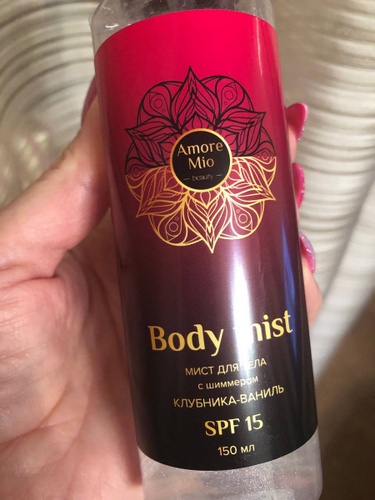 Amore
Mio
beauty
Body mist
МИСТ ДЛЯ ТЕЛА
с шиммером
КЛУБНИКА-ВАНИЛЬ
SPF 15
150 мл